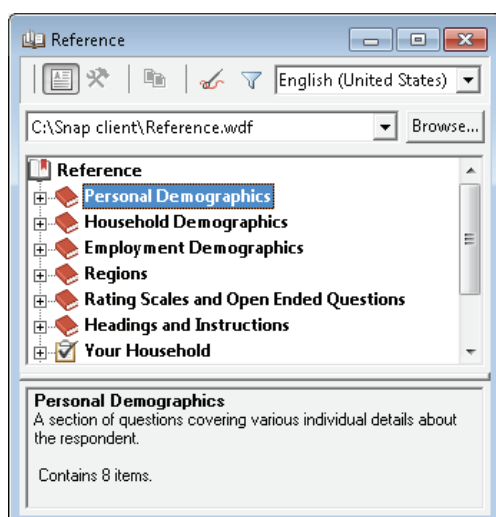 Reference
English (United States)
C:\Snap client\Reference.wdf
Browse...
Reference
Personal Demographics
Household Demographics
Employment Demographics
Regions
Rating Scales and Open Ended Questions
Headings and Instructions
Your Household
Personal Demographics
A section of questions covering various individual details about
the respondent.
Contains 8 items.